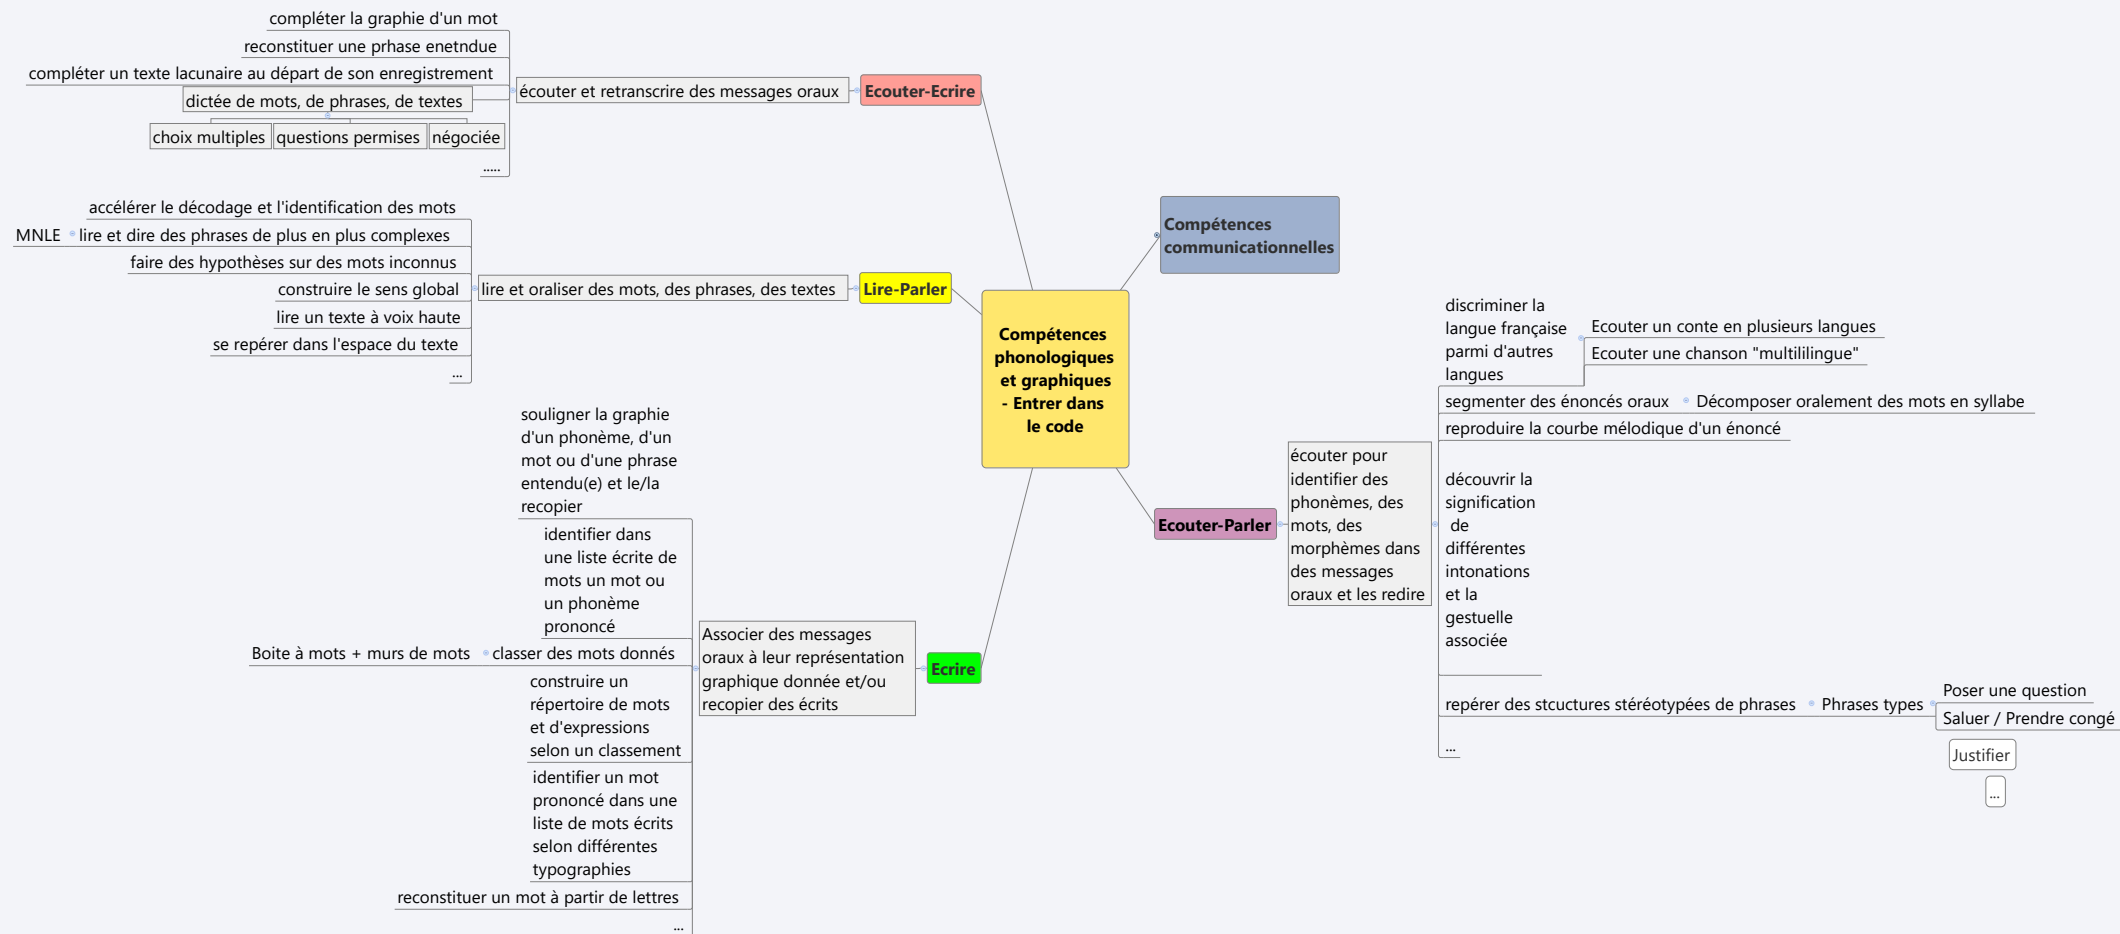 compléter la graphie d'un mot
reconstituer une prhase enetndue
compléter un texte lacunaire au départ de son enregistrement
dictée de mots, de phrases, de textes
choix multiples
questions permises
négociée
.....
écouter et retranscrire des messages oraux
Ecouter-Ecrire
accélérer le décodage et l'identification des mots
MNLE
lire et dire des phrases de plus en plus complexes
faire des hypothèses sur des mots inconnus
construire le sens global
lire un texte à voix haute
se repérer dans l'espace du texte
...
lire et oraliser des mots, des phrases, des textes
Lire-Parler
souligner la graphie
d'un phonème, d'un
mot ou d'une phrase
entendu(e) et le/la
recopier
identifier dans
une liste écrite de
mots un mot ou
un phonème
prononcé
Boite à mots + murs de mots
classer des mots donnés
construire un
répertoire de mots
et d'expressions
selon un classement
identifier un mot
prononcé dans une
liste de mots écrits
selon différentes
typographies
reconstituer un mot à partir de lettres
...
Associer des messages
oraux à leur représentation
graphique donnée et/ou
recopier des écrits
Ecrire
Compétences
phonologiques
et graphiques
- Entrer dans
le code
Compétences
communicationnelles
Ecouter-Parler
écouter pour
identifier des
phonèmes, des
mots, des
morphèmes dans
des messages
oraux et les redire
discriminer la
langue française
parmi d'autres
langues
Ecouter un conte en plusieurs langues
Ecouter une chanson "multililingue"
segmenter des énoncés oraux
Décomposer oralement des mots en syllabe
reproduire la courbe mélodique d'un énoncé
découvrir la
signification
de
différentes
intonations
et la
gestuelle
associée
repérer des stcuctures stéréotypées de phrases
Phrases types
Poser une question
Saluer / Prendre congé
...
Justifier
...